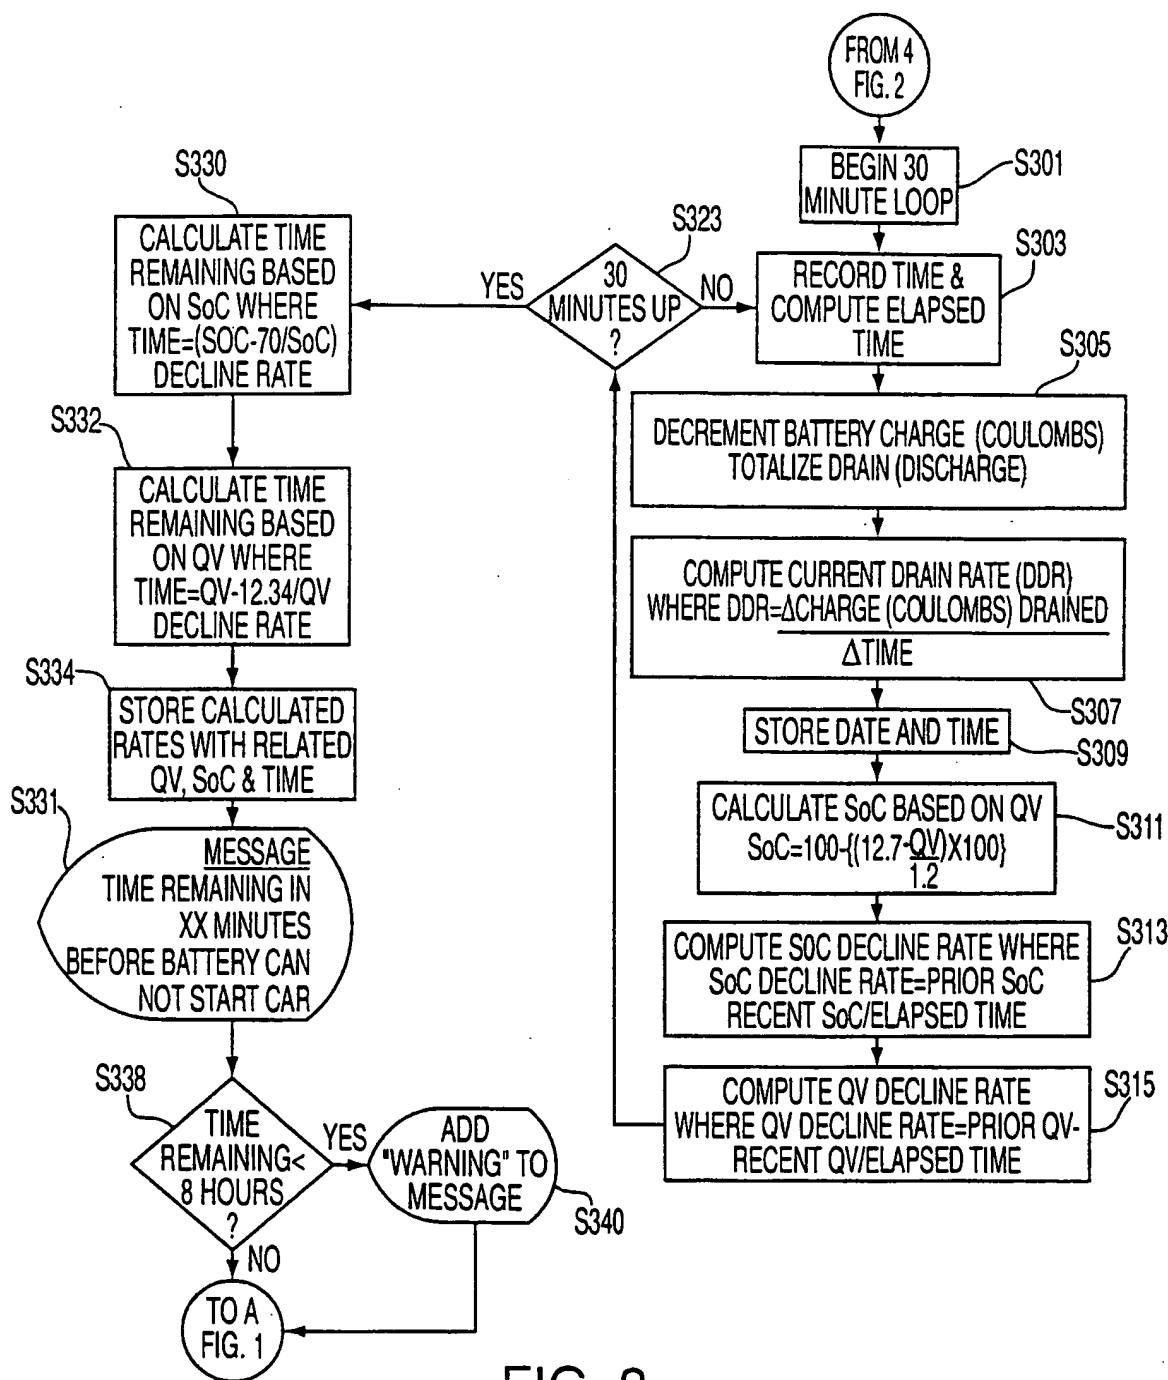 FROM 4
FIG. 2
BEGIN 30
MINUTE LOOP
S301
RECORD TIME &
COMPUTE ELAPSED
TIME
S303
DECREMENT BATTERY CHARGE (COULOMBS)
TOTALIZE DRAIN (DISCHARGE)
S305
COMPUTE CURRENT DRAIN RATE (DDR)
WHERE DDR=ΔCHARGE (COULOMBS) DRAINED
ΔTIME
S307
STORE DATE AND TIME
S309
CALCULATE SoC BASED ON QV
SoC=100-{(12.7-QV)X100}
1.2
S311
COMPUTE SOC DECLINE RATE WHERE
SoC DECLINE RATE=PRIOR SoC
RECENT SoC/ELAPSED TIME
S313
COMPUTE QV DECLINE RATE
WHERE QV DECLINE RATE=PRIOR QV-
RECENT QV/ELAPSED TIME
S315
S323
30
MINUTES UP
?
YES
NO
S330
CALCULATE TIME
REMAINING BASED
ON SoC WHERE
TIME=(SOC-70/SoC)
DECLINE RATE
S332
CALCULATE TIME
REMAINING BASED
ON QV WHERE
TIME=QV-12.34/QV
DECLINE RATE
S334
STORE CALCULATED
RATES WITH RELATED
QV, SoC & TIME
S331
MESSAGE
TIME REMAINING IN
XX MINUTES
BEFORE BATTERY CAN
NOT START CAR
S338
TIME
REMAINING<
8 HOURS
?
YES
NO
ADD
"WARNING" TO
MESSAGE
S340
TO A
FIG. 1